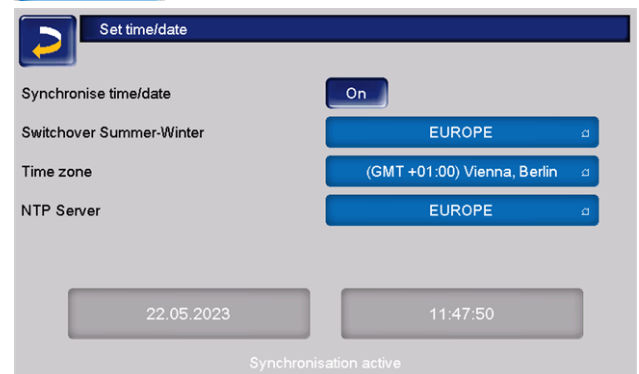 Set time/date
Synchronise time/date On
Switchover Summer-Winter EUROPE
Time zone (GMT +01:00) Vienna, Berlin
NTP Server EUROPE
22.05.2023 11:47:50
Synchronisation active